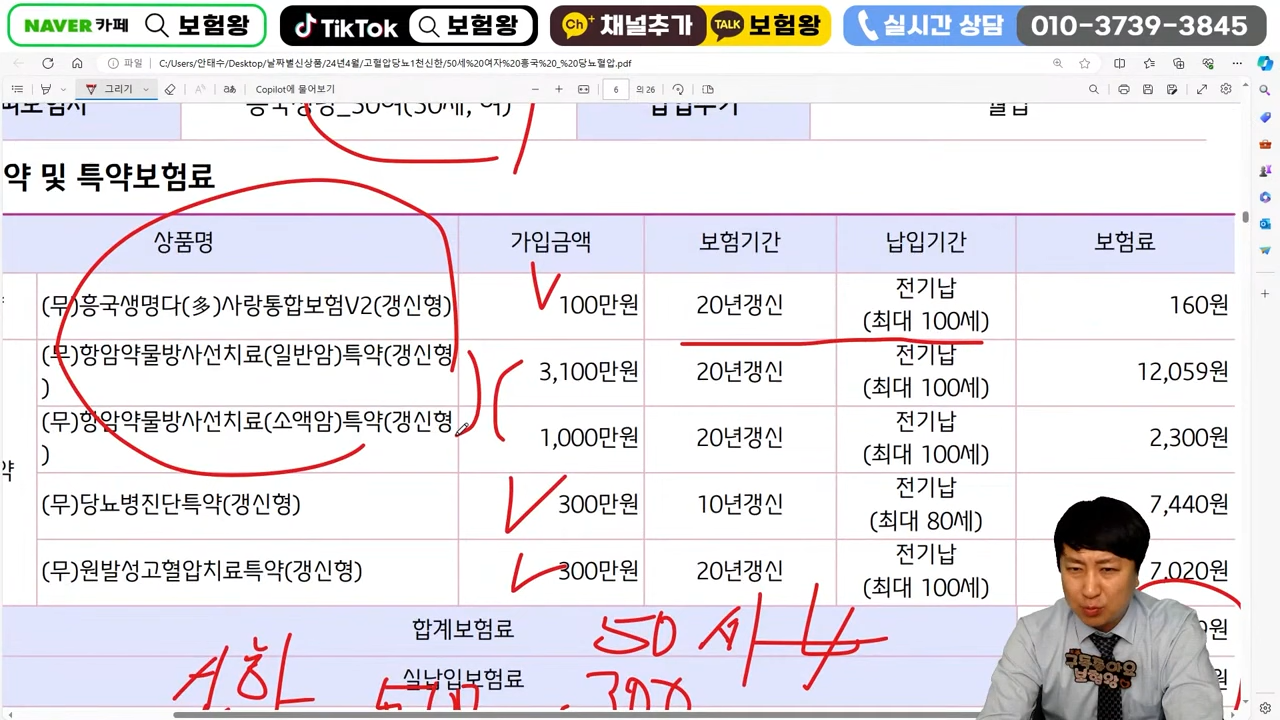 NAVER 카페 보험왕 TikTok 보험왕 Ch+ 채널추가 TALK 보험왕 실시간 상담 010-3739-3845
파일 C:/Users/안태수/Desktop/날짜별신상품/24년4월/고혈압당뇨1천신한/50세%20여자%20흥국%20_%20당뇨혈압.pdf
그리기 Copilot에 물어보기 6 의 26
약 및 특약보험료
상품명 가입금액 보험기간 납입기간 보험료
(무)흥국생명다(多)사랑통합보험V2(갱신형) 100만원 20년갱신 전기납 (최대 100세) 160원
(무)항암약물방사선치료(일반암)특약(갱신형) 3,100만원 20년갱신 전기납 (최대 100세) 12,059원
(무)항암약물방사선치료(소액암)특약(갱신형) 1,000만원 20년갱신 전기납 (최대 100세) 2,300원
약
(무)당뇨병진단특약(갱신형) 300만원 10년갱신 전기납 (최대 80세) 7,440원
(무)원발성고혈압치료특약(갱신형) 300만원 20년갱신 전기납 (최대 100세) 7,020원
합계보험료 50
실납입보험료
구독좋아요
보험왕